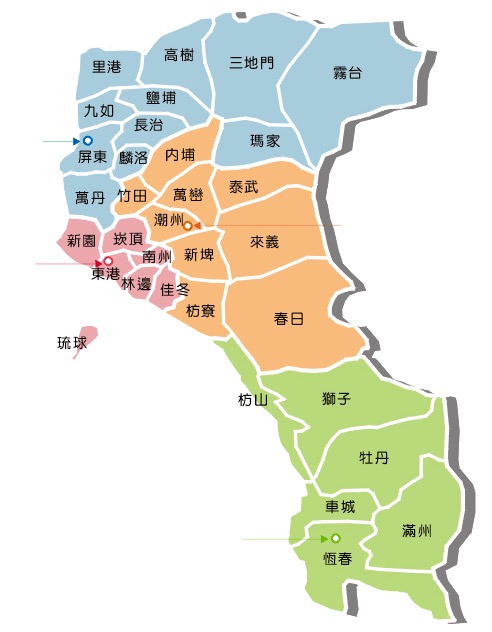 里港
高樹
三地門
霧台
九如
鹽埔
長治
屏東
麟洛
內埔
瑪家
萬丹
竹田
萬巒
泰武
潮州
新園
崁頂
南州
新埤
來義
東港
林邊
佳冬
枋寮
春日
琉球
枋山
獅子
牡丹
車城
滿州
恆春